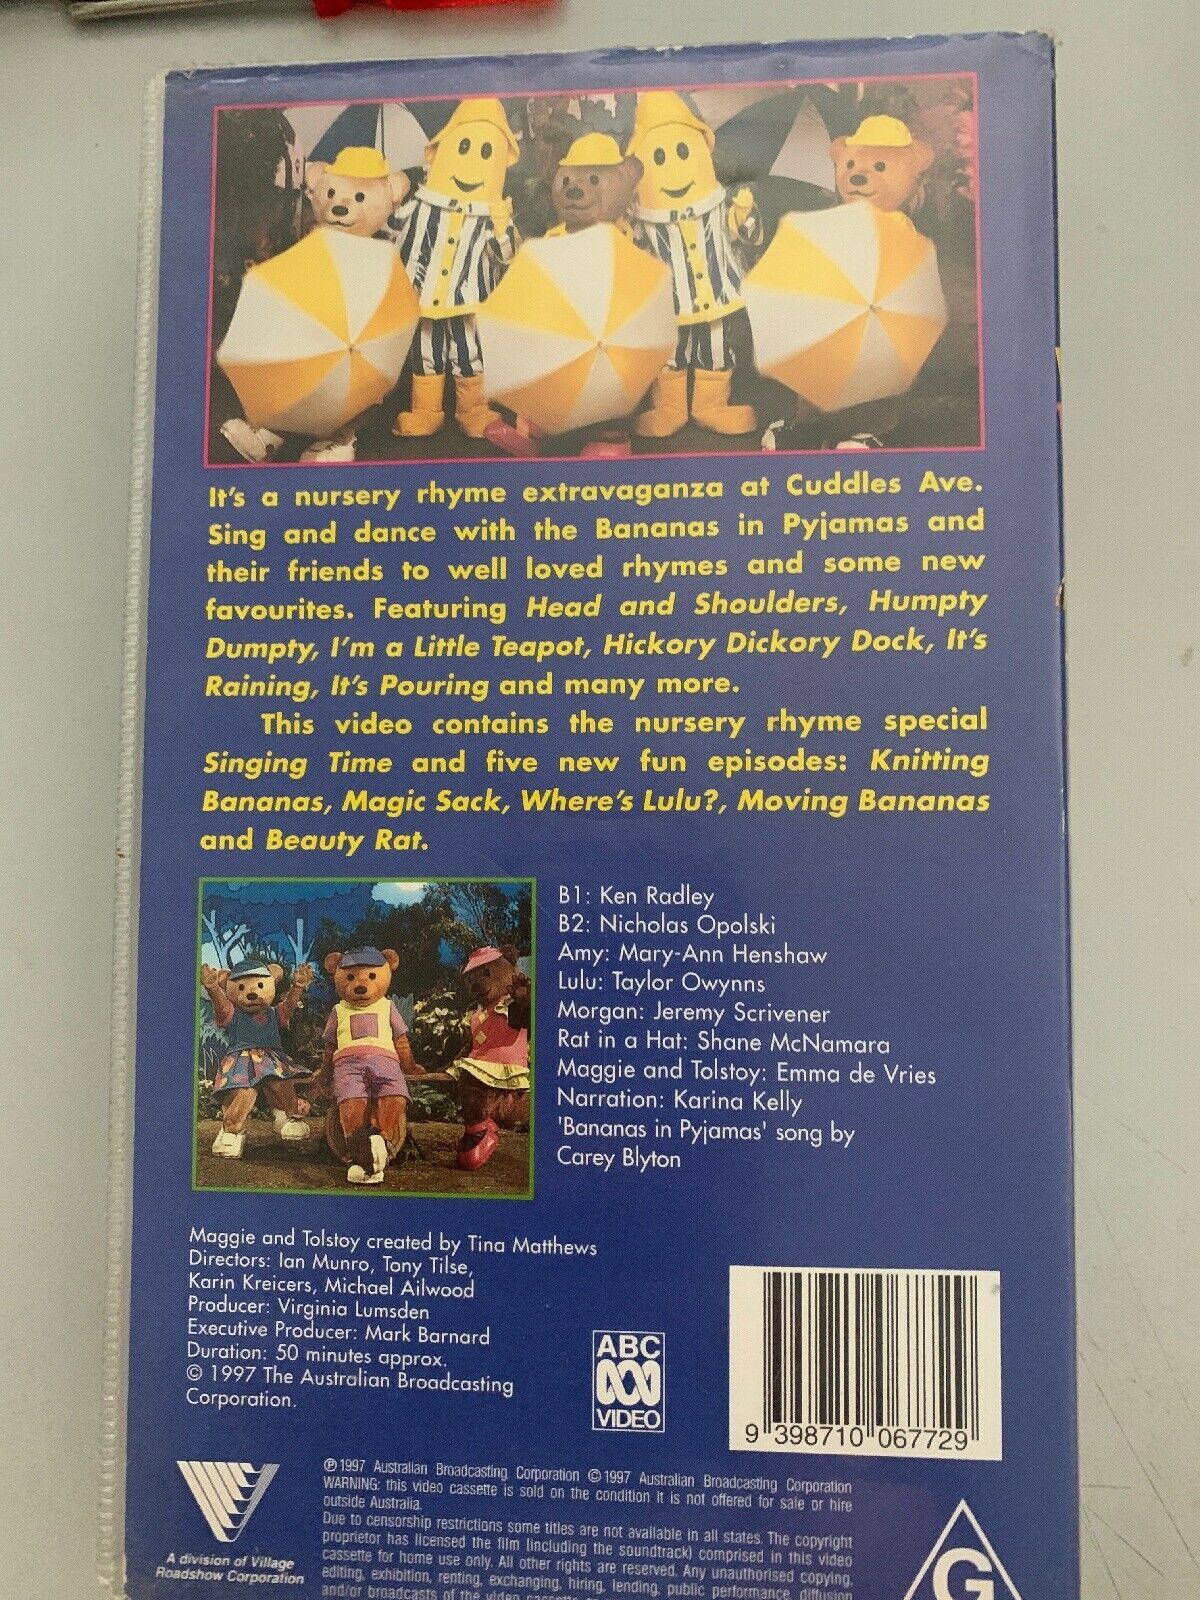 B.1
B.2
It's a nursery rhyme extravaganza at Cuddles Ave.
Sing and dance with the Bananas in Pyjamas and
their friends to well loved rhymes and some new
favourites. Featuring Head and Shoulders, Humpty
Dumpty, I'm a Little Teapot, Hickory Dickory Dock, It's
Raining, It's Pouring and many more.
This video contains the nursery rhyme special
Singing Time and five new fun episodes: Knitting
Bananas, Magic Sack, Where's Lulu?, Moving Bananas
and Beauty Rat.
B1: Ken Radley
B2: Nicholas Opolski
Amy: Mary-Ann Henshaw
Lulu: Taylor Owynns
Morgan: Jeremy Scrivener
Rat in a Hat: Shane McNamara
Maggie and Tolstoy: Emma de Vries
Narration: Karina Kelly
'Bananas in Pyjamas' song by
Carey Blyton
Maggie and Tolstoy created by Tina Matthews
Directors: Ian Munro, Tony Tilse,
Karin Kreicers, Michael Ailwood
Producer: Virginia Lumsden
Executive Producer: Mark Barnard
Duration: 50 minutes approx.
© 1997 The Australian Broadcasting
Corporation.
ABC
VIDEO
9 398710 067729
A division of Village
Roadshow Corporation
℗ 1997 Australian Broadcasting Corporation © 1997 Australian Broadcasting Corporation
WARNING: this video cassette is sold on the condition it is not offered for sale or hire
outside Australia.
Due to censorship restrictions some titles are not available in all states. The copyright
proprietor has licensed the film (including the soundtrack) comprised in this video
cassette for home use only. All other rights are reserved. Any unauthorised copying,
editing, exhibition, renting, exchanging, hiring, lending, public performance, diffusion
and/or broadcasts of the video cassette
G